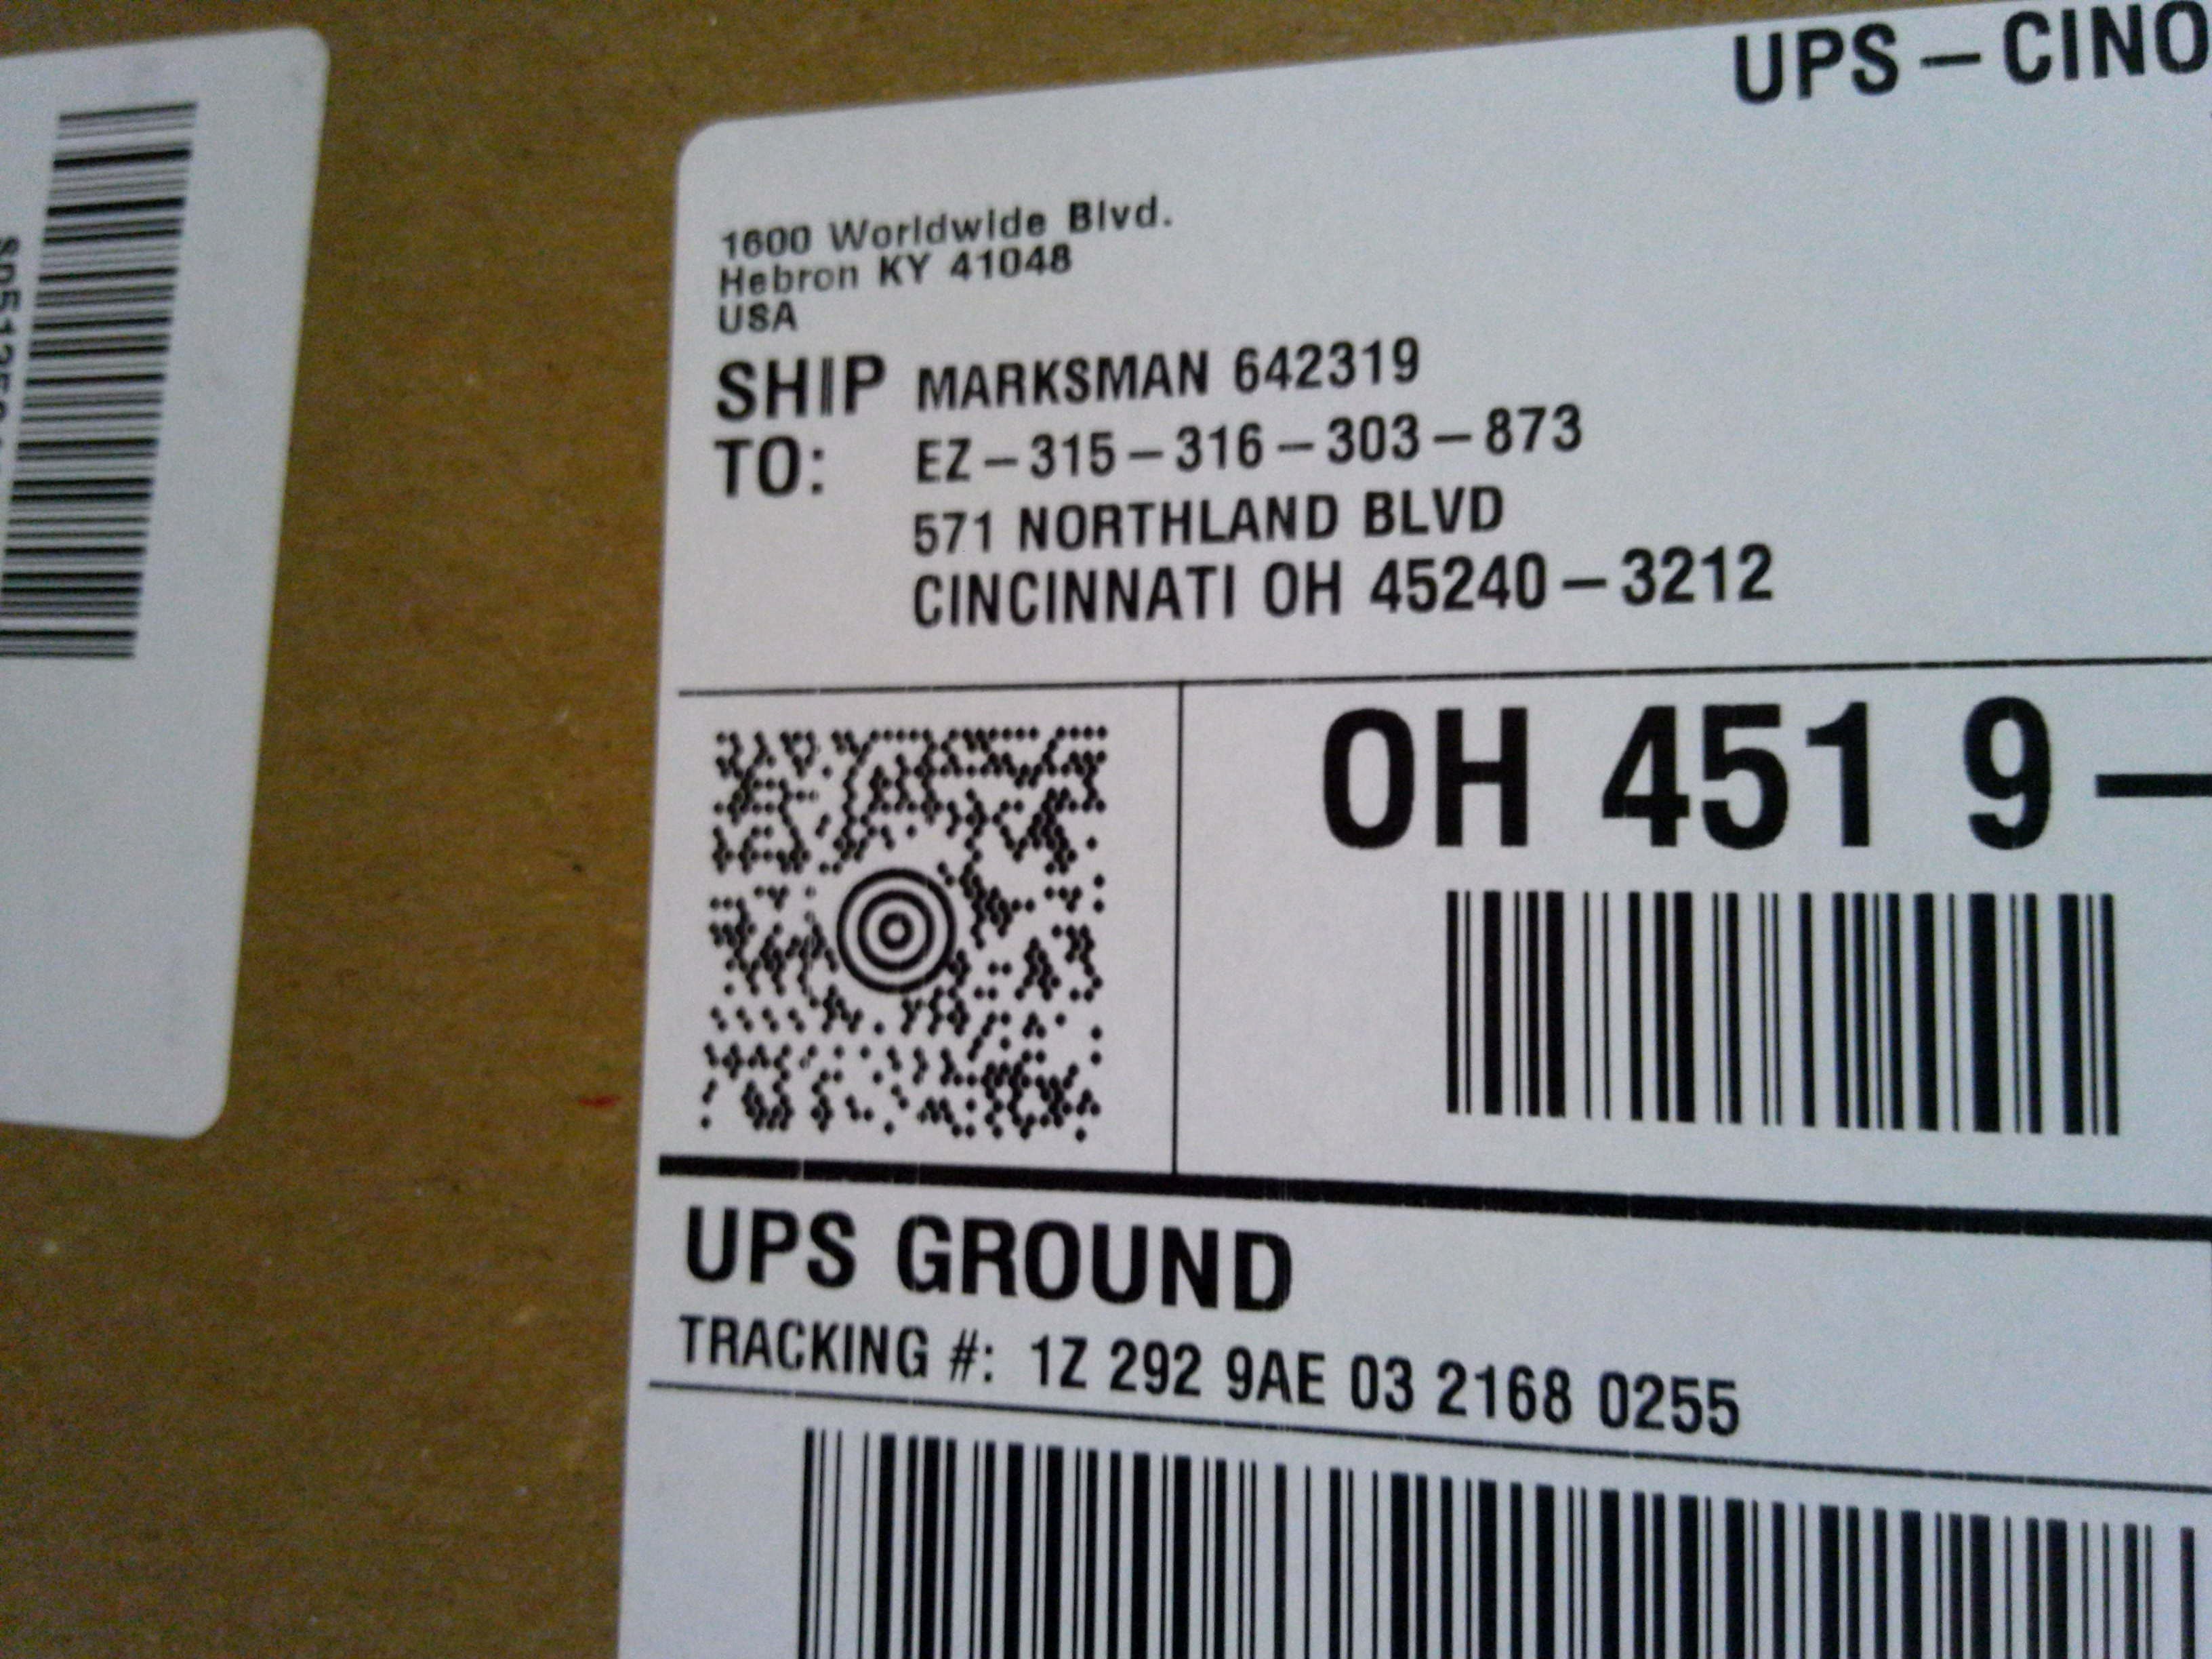 UPS – CINO
1600 Worldwide Blvd.
Hebron KY 41048
USA
SHIP TO: MARKSMAN 642319
EZ – 315 – 316 – 303 – 873
571 NORTHLAND BLVD
CINCINNATI OH 45240 – 3212
OH 451 9 –
UPS GROUND
TRACKING #: 1Z 292 9AE 03 2168 0255